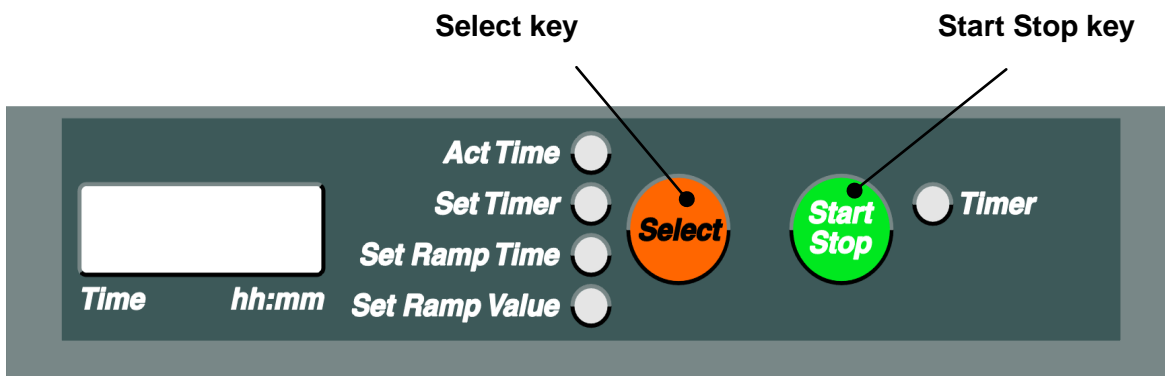 Select key
Start Stop key
Act Time
Set Timer
Set Ramp Time
Set Ramp Value
Time hh:mm
Select
Start
Stop
Timer